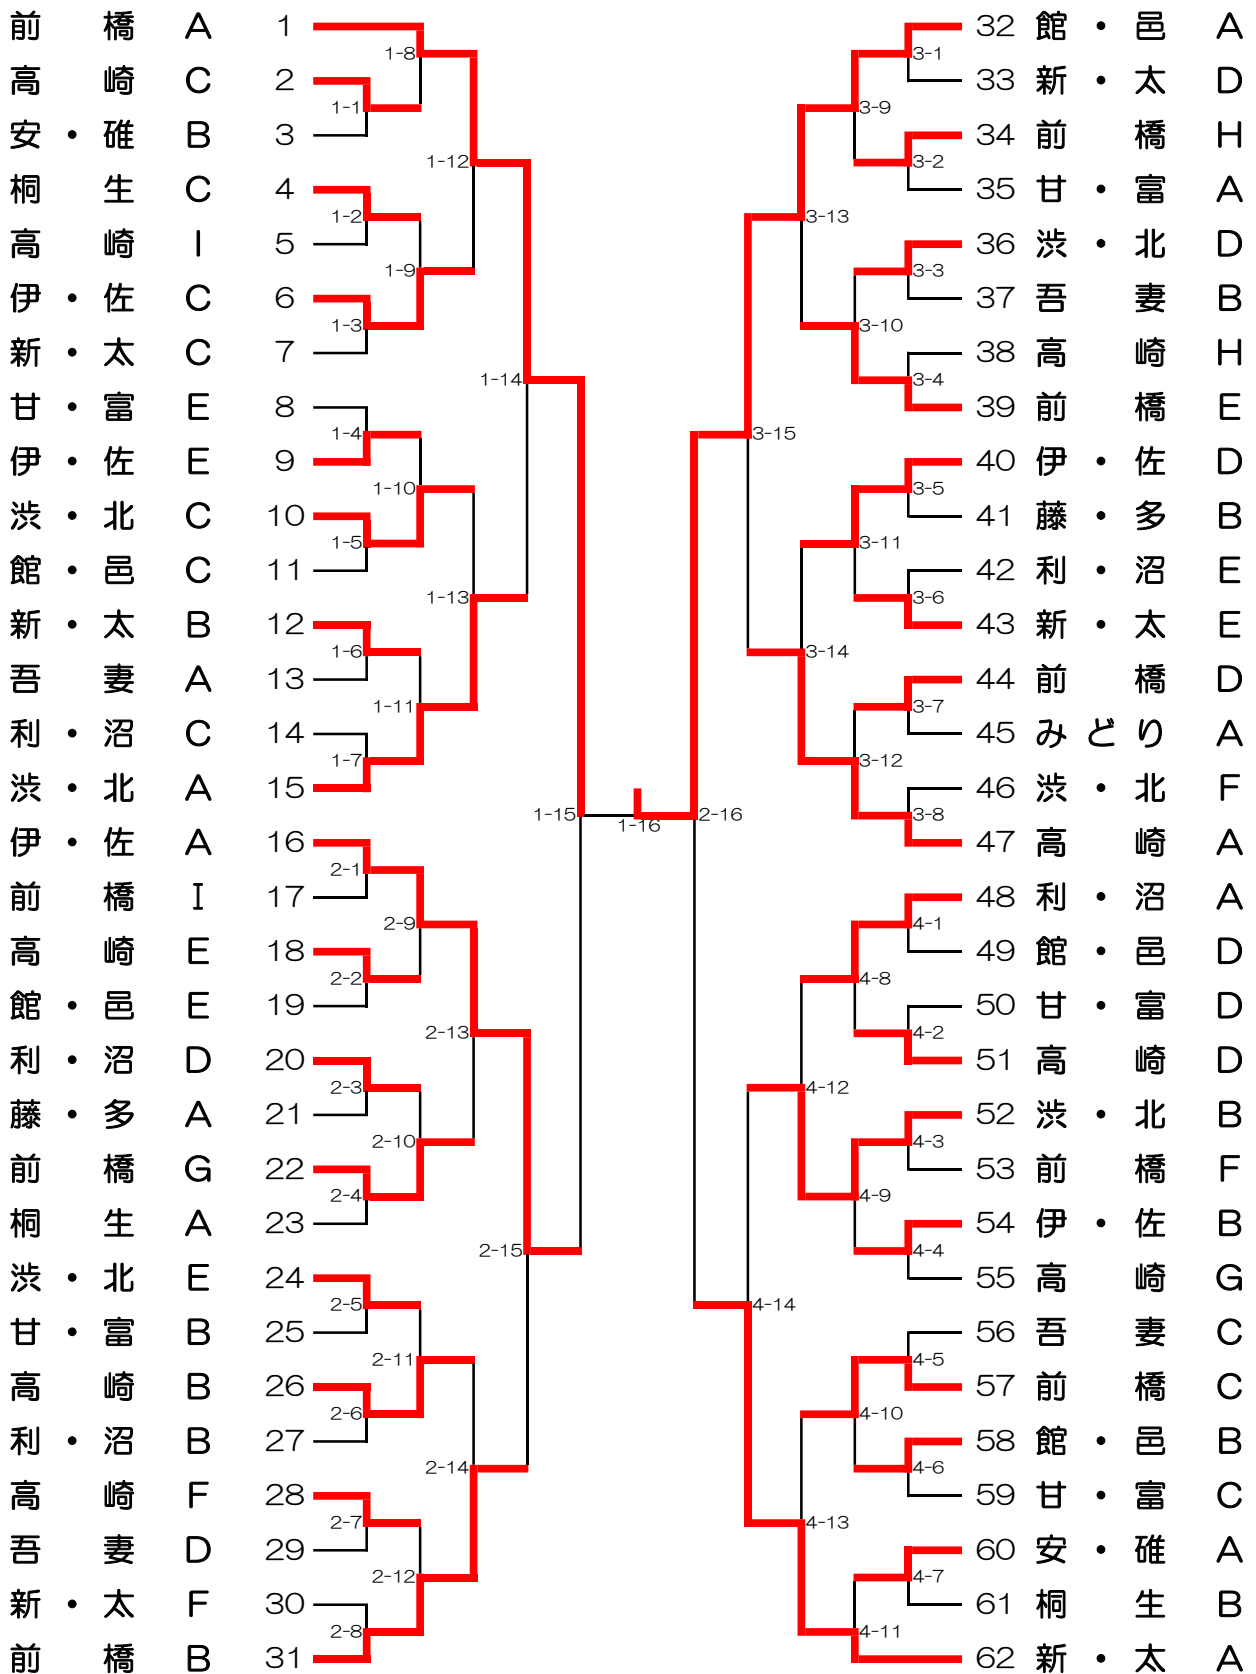 前 橋 A 1
高 崎 C 2
安・碓 B 3
桐 生 C 4
高 崎 I 5
伊・佐 C 6
新・太 C 7
甘・富 E 8
伊・佐 E 9
渋・北 C 10
館・邑 C 11
新・太 B 12
吾 妻 A 13
利・沼 C 14
渋・北 A 15
伊・佐 A 16
前 橋 I 17
高 崎 E 18
館・邑 E 19
利・沼 D 20
藤・多 A 21
前 橋 G 22
桐 生 A 23
渋・北 E 24
甘・富 B 25
高 崎 B 26
利・沼 B 27
高 崎 F 28
吾 妻 D 29
新・太 F 30
前 橋 B 31
1-8
1-1
1-12
1-2
1-9
1-3
1-14
1-4
1-10
1-5
1-13
1-6
1-11
1-7
1-15
2-1
2-9
2-2
2-13
2-3
2-10
2-4
2-15
2-5
2-11
2-6
2-14
2-7
2-12
2-8
1-16
2-16
3-1
3-9
3-2
3-13
3-3
3-10
3-4
3-15
3-5
3-11
3-6
3-14
3-7
3-12
3-8
4-1
4-8
4-2
4-12
4-3
4-9
4-4
4-14
4-5
4-10
4-6
4-13
4-7
4-11
32 館・邑 A
33 新・太 D
34 前 橋 H
35 甘・富 A
36 渋・北 D
37 吾 妻 B
38 高 崎 H
39 前 橋 E
40 伊・佐 D
41 藤・多 B
42 利・沼 E
43 新・太 E
44 前 橋 D
45 みどり A
46 渋・北 F
47 高 崎 A
48 利・沼 A
49 館・邑 D
50 甘・富 D
51 高 崎 D
52 渋・北 B
53 前 橋 F
54 伊・佐 B
55 高 崎 G
56 吾 妻 C
57 前 橋 C
58 館・邑 B
59 甘・富 C
60 安・碓 A
61 桐 生 B
62 新・太 A